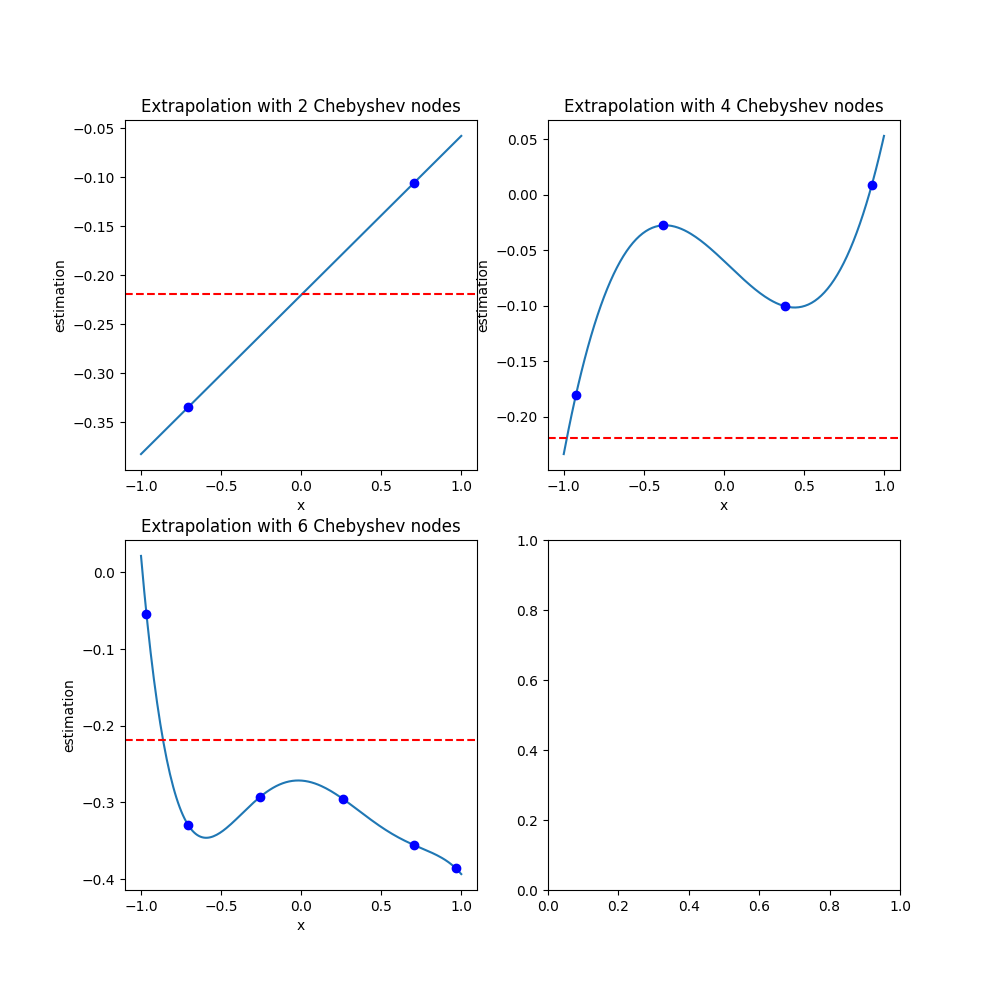 Extrapolation with 2 Chebyshev nodes
−0.05
−0.10
−0.15
−0.20
−0.25
−0.30
−0.35
estimation
−1.0 −0.5 0.0 0.5 1.0
x
Extrapolation with 4 Chebyshev nodes
0.05
0.00
−0.05
−0.10
−0.15
−0.20
estimation
−1.0 −0.5 0.0 0.5 1.0
x
Extrapolation with 6 Chebyshev nodes
0.0
−0.1
−0.2
−0.3
−0.4
estimation
−1.0 −0.5 0.0 0.5 1.0
x
1.0
0.8
0.6
0.4
0.2
0.0
0.0 0.2 0.4 0.6 0.8 1.0